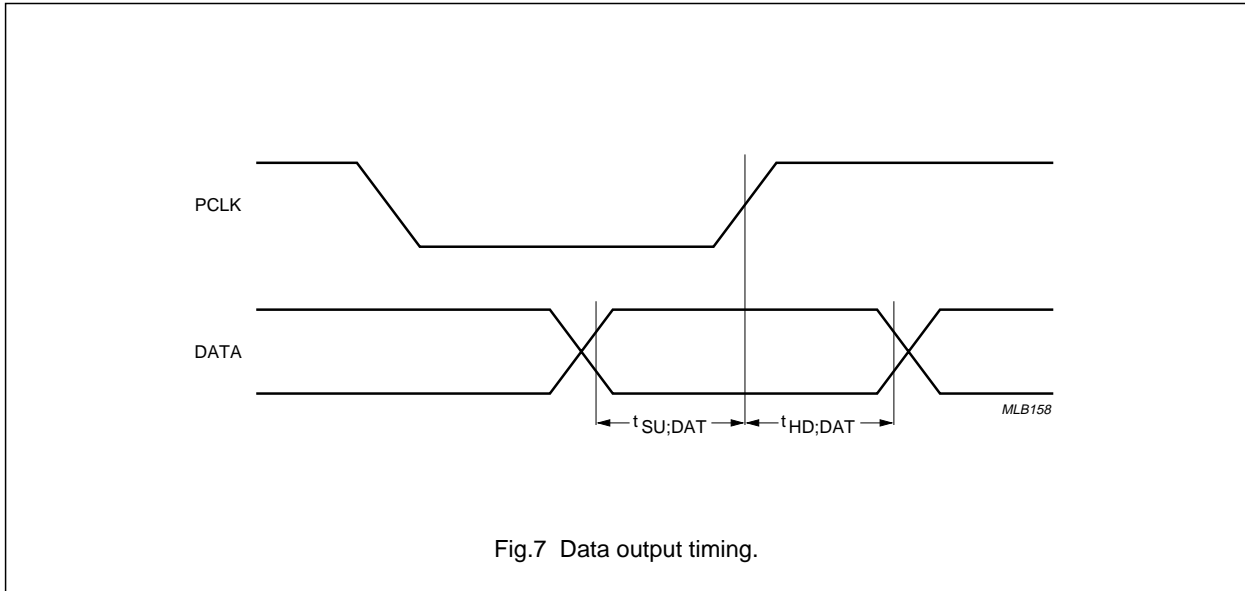 PCLK
DATA
MLB158
t SU;DAT
t HD;DAT
Fig.7 Data output timing.